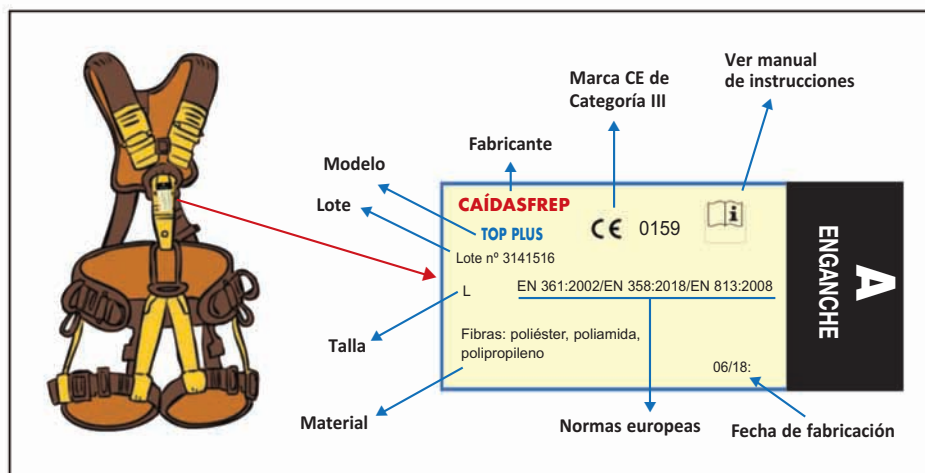 Ver manual
de instrucciones
Marca CE de
Categoría III
Fabricante
Modelo
Lote
CAÍDASFREP
TOP PLUS
CE 0159
i
Lote nº 3141516
L
EN 361:2002/EN 358:2018/EN 813:2008
Talla
Fibras: poliéster, poliamida,
polipropileno
06/18:
A
ENGANCHE
Material
Normas europeas
Fecha de fabricación